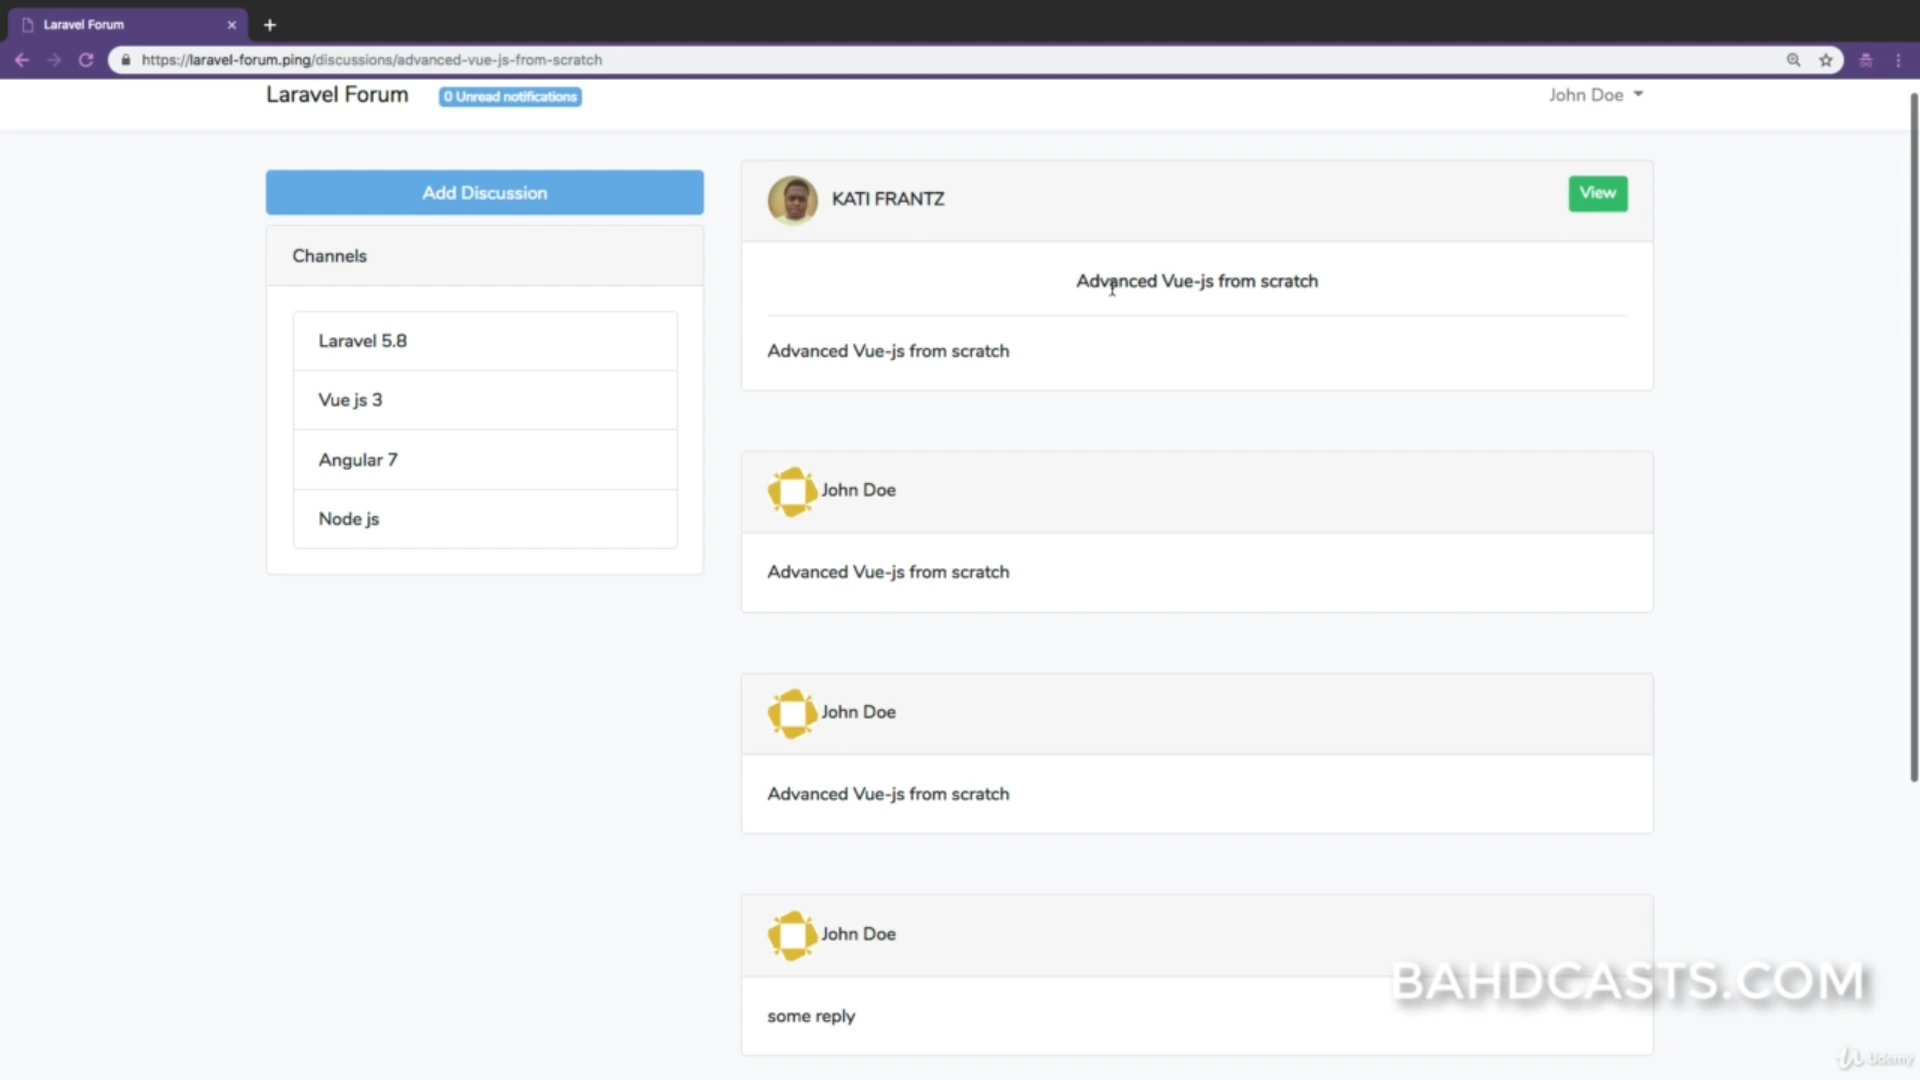 Laravel Forum
https://laravel-forum.ping/discussions/advanced-vue-js-from-scratch
Laravel Forum
0 Unread notifications
John Doe
Add Discussion
Channels
Laravel 5.8
Vue js 3
Angular 7
Node js
KATI FRANTZ
View
Advanced Vue-js from scratch
Advanced Vue-js from scratch
John Doe
Advanced Vue-js from scratch
John Doe
Advanced Vue-js from scratch
John Doe
some reply
BAHDCASTS.COM
Udemy